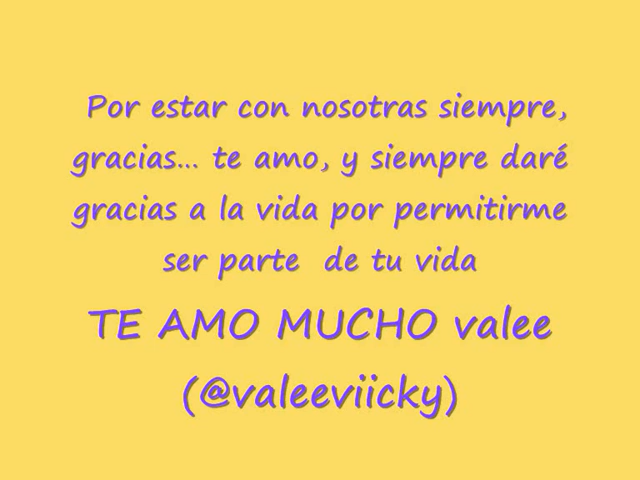 Por estar con nosotras siempre,
gracias... te amo, y siempre daré
gracias a la vida por permitirme
ser parte  de tu vida
TE AMO MUCHO valee
(@valeeviicky)